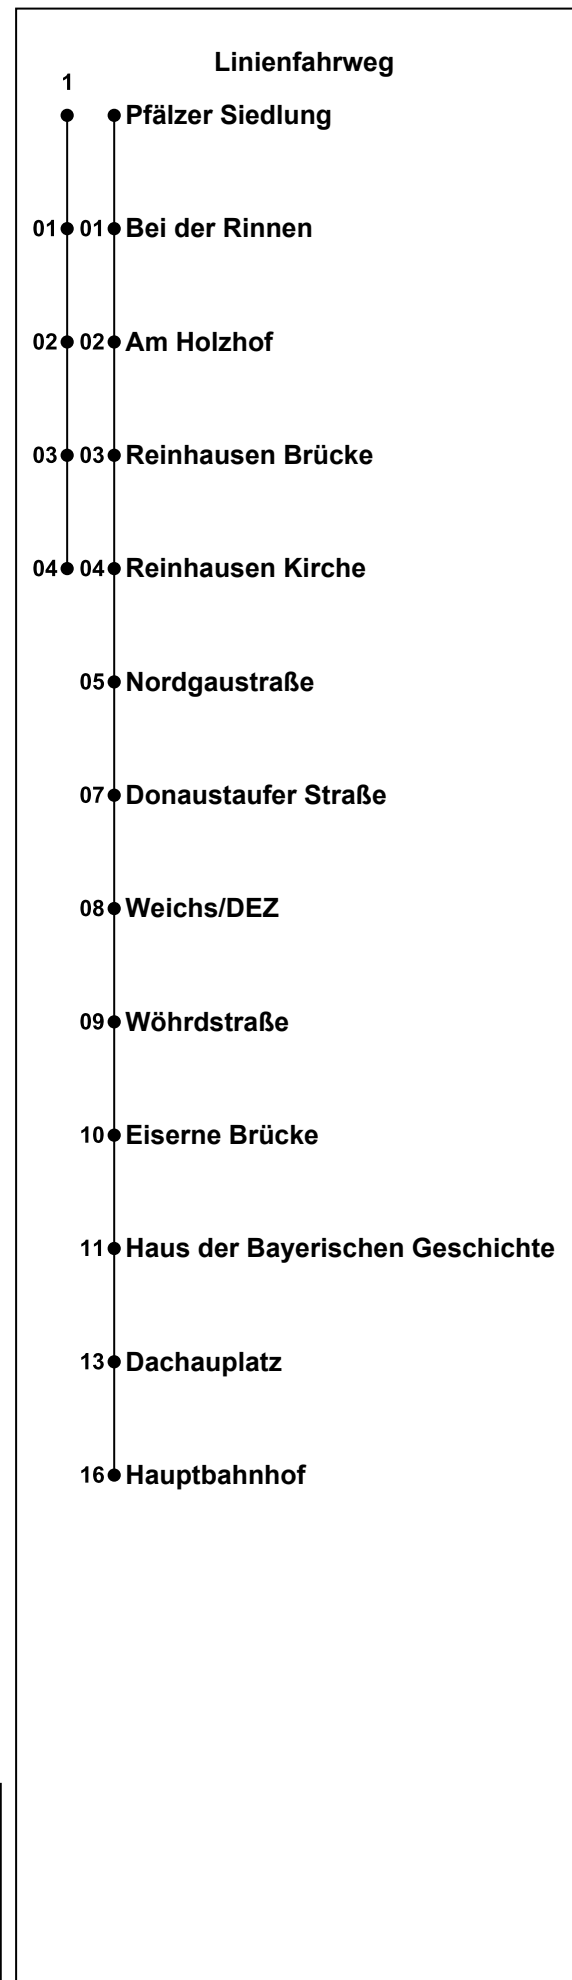 Linienfahrweg
1
Pfälzer Siedlung
01 01 Bei der Rinnen
02 02 Am Holzhof
03 03 Reinhausen Brücke
04 04 Reinhausen Kirche
05 Nordgaustraße
07 Donaustaufer Straße
08 Weichs/DEZ
09 Wöhrdstraße
10 Eiserne Brücke
11 Haus der Bayerischen Geschichte
13 Dachauplatz
16 Hauptbahnhof